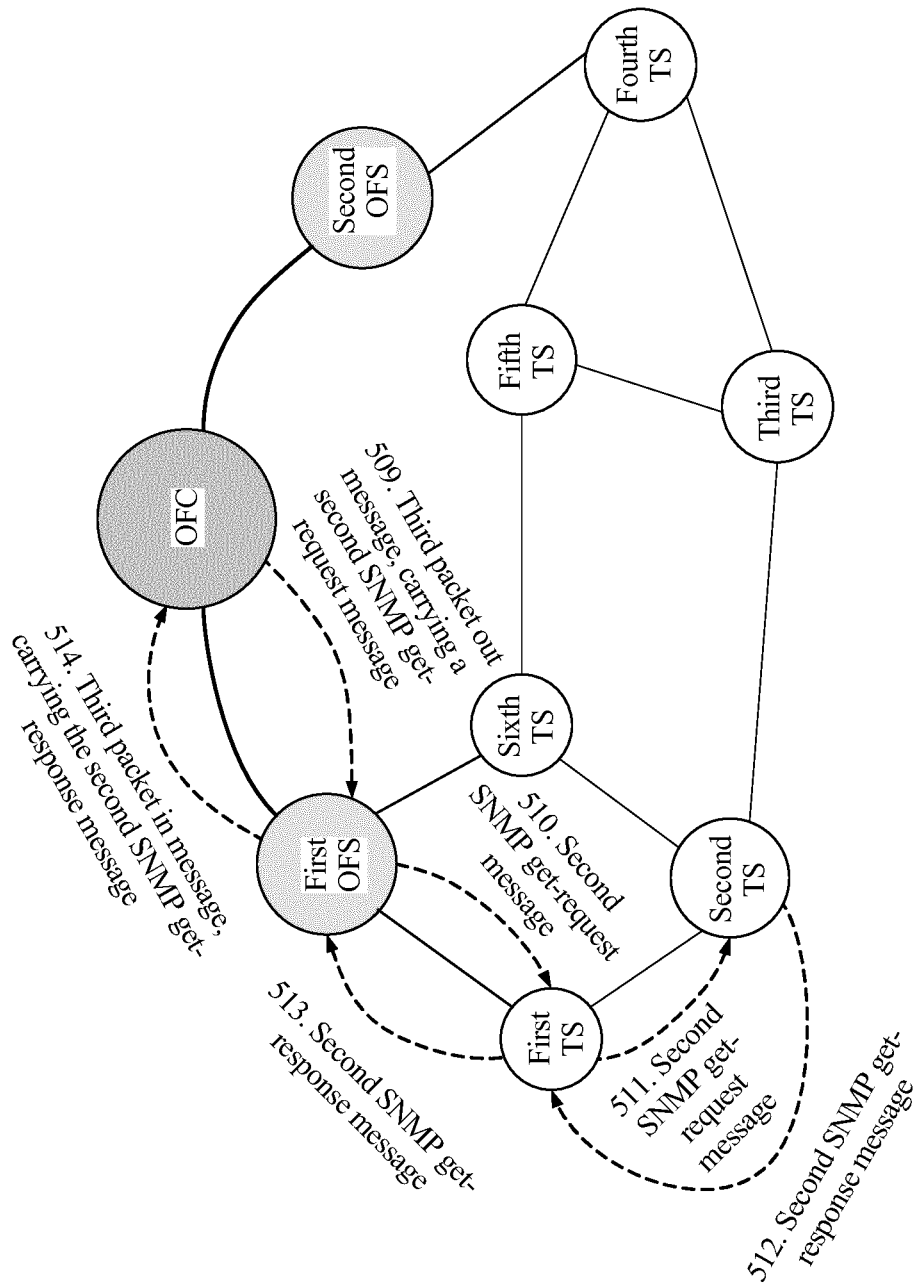 514. Third packet in message,
carrying the second SNMP get-
response message
OFC
509. Third packet out
message, carrying a
second SNMP get-
request message
Second
OFS
First
OFS
513. Second SNMP get-
response message
510. Second
SNMP get-request
message
Sixth
TS
Fifth
TS
Fourth
TS
First
TS
511. Second
SNMP get-
request
message
Second
TS
Third
TS
512. Second SNMP get-
response message